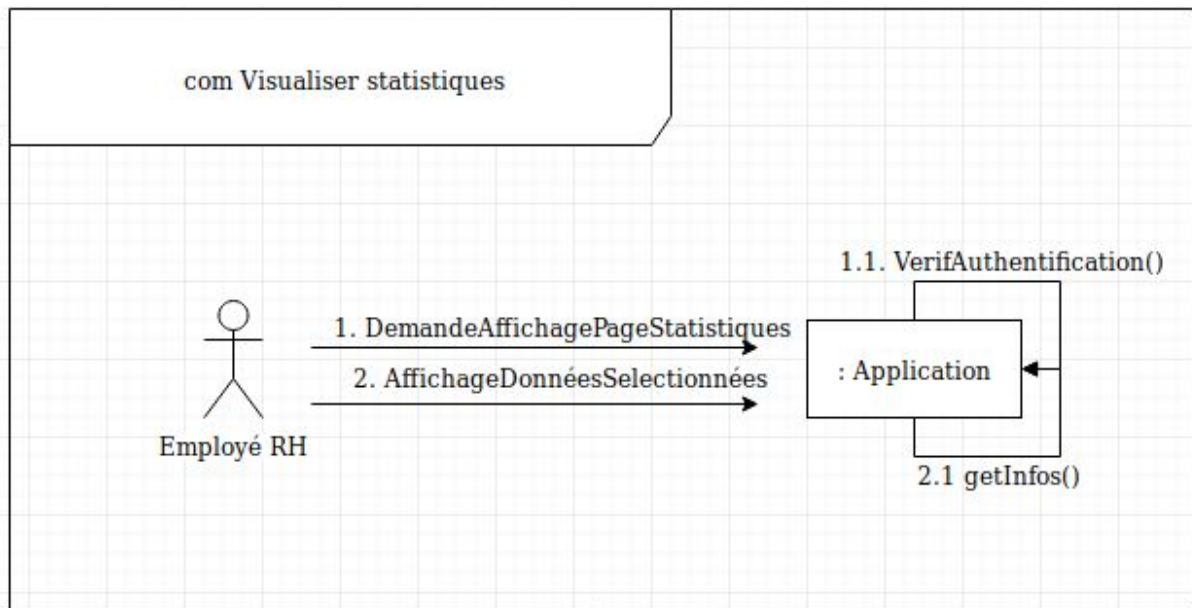 com Visualiser statistiques
1.1. VerifAuthentification()
1. DemandeAffichagePageStatistiques
2. AffichageDonnéesSelectionnées
: Application
Employé RH
2.1 getInfos()